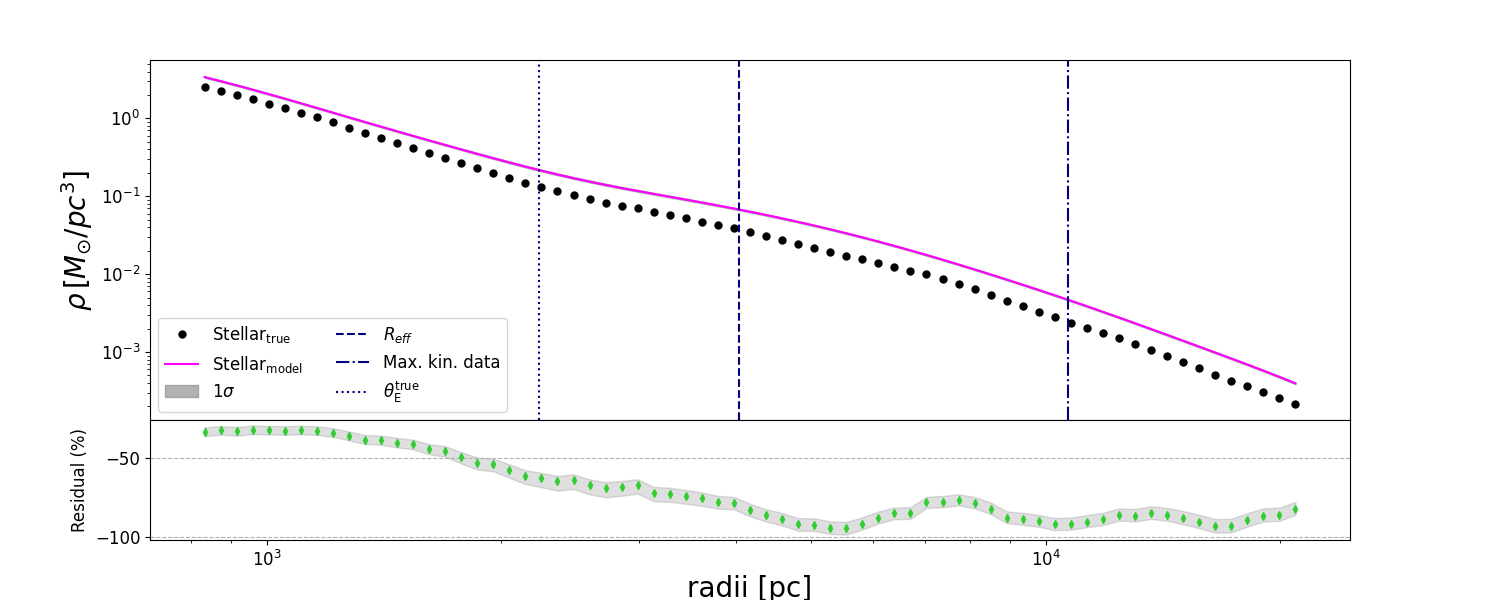 10⁰
10⁻¹
10⁻²
10⁻³
ρ [M⊙/pc³]
Stellar_true
Stellar_model
1σ
R_eff
Max. kin. data
θ_E^true
−50
−100
Residual (%)
10³
10⁴
radii [pc]